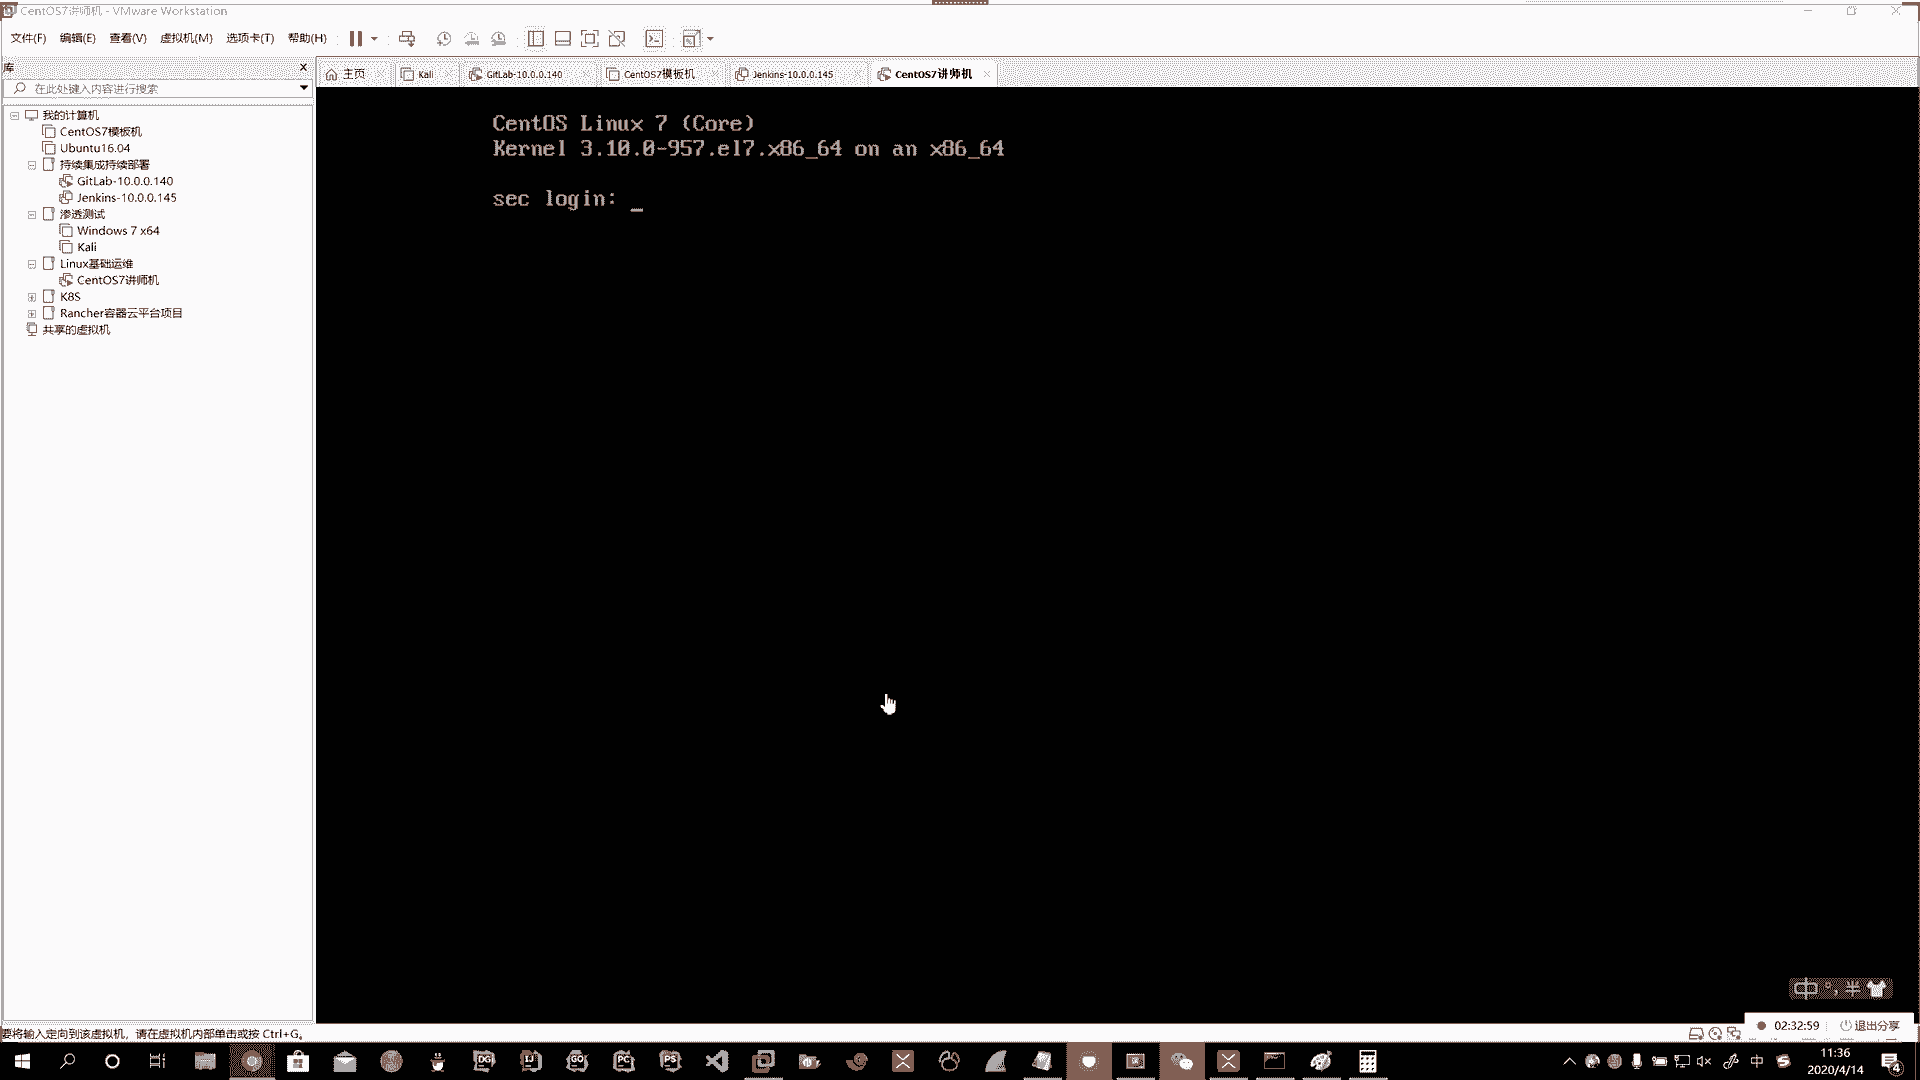 CentOS7讲师机 - VMware Workstation
文件(F) 编辑(E) 查看(V) 虚拟机(M) 选项卡(T) 帮助(H)
库
在此处键入内容进行搜索
我的计算机
CentOS7模板机
Ubuntu16.04
持续集成持续部署
GitLab-10.0.0.140
Jenkins-10.0.0.145
渗透测试
Windows 7 x64
Kali
Linux基础运维
CentOS7讲师机
K8S
Rancher容器云平台项目
共享的虚拟机
主页 Kali GitLab-10.0.0.140 CentOS7模板机 Jenkins-10.0.0.145 CentOS7讲师机
CentOS Linux 7 (Core)
Kernel 3.10.0-957.el7.x86_64 on an x86_64
sec login: _
中 °, 半
要将输入定向到该虚拟机，请在虚拟机内部单击或按 Ctrl+G。
02:32:59 退出分享
DG IJ GO PC PS
中
11:36
2020/4/14
4